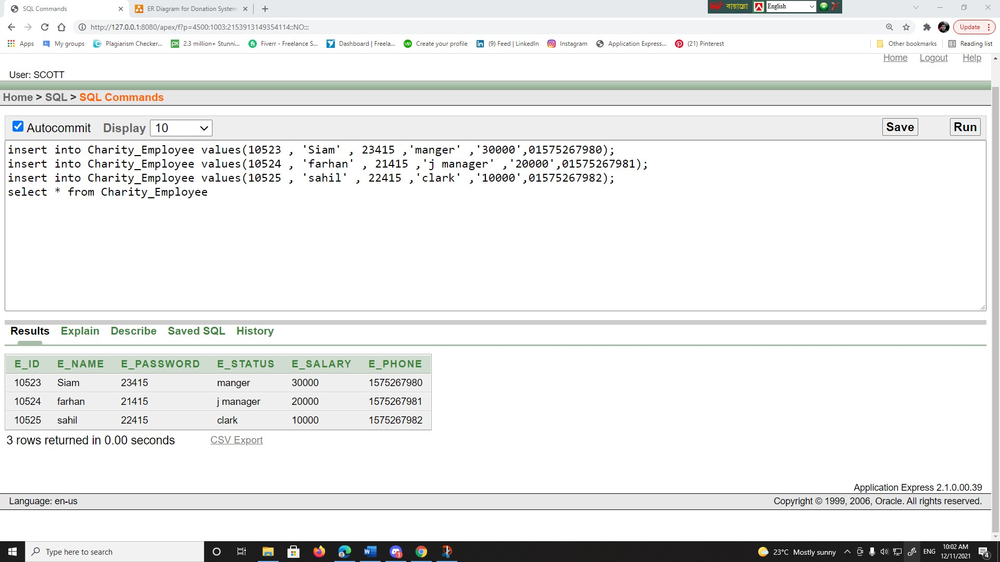 SQL Commands
ER Diagram for Donation System
বায়ান্নো
English
http://127.0.0.1:8080/apex/f?p=4500:1003:2153913149354114::NO:::
Update
Apps
My groups
Plagiarism Checker...
2.3 million+ Stunni...
Fiverr - Freelance S...
Dashboard | Freela...
Create your profile
(9) Feed | LinkedIn
Instagram
Application Express...
(21) Pinterest
Other bookmarks
Reading list
Home Logout Help
User: SCOTT
Home > SQL > SQL Commands
Autocommit Display 10 Save Run
insert into Charity_Employee values(10523 , 'Siam' , 23415 ,'manger' ,'30000',01575267980);
insert into Charity_Employee values(10524 , 'farhan' , 21415 ,'j manager' ,'20000',01575267981);
insert into Charity_Employee values(10525 , 'sahil' , 22415 ,'clark' ,'10000',01575267982);
select * from Charity_Employee
Results Explain Describe Saved SQL History
E_ID E_NAME E_PASSWORD E_STATUS E_SALARY E_PHONE
10523 Siam 23415 manger 30000 1575267980
10524 farhan 21415 j manager 20000 1575267981
10525 sahil 22415 clark 10000 1575267982
3 rows returned in 0.00 seconds CSV Export
Application Express 2.1.0.00.39
Language: en-us Copyright © 1999, 2006, Oracle. All rights reserved.
Type here to search
23°C Mostly sunny
ENG
10:02 AM
12/11/2021
4